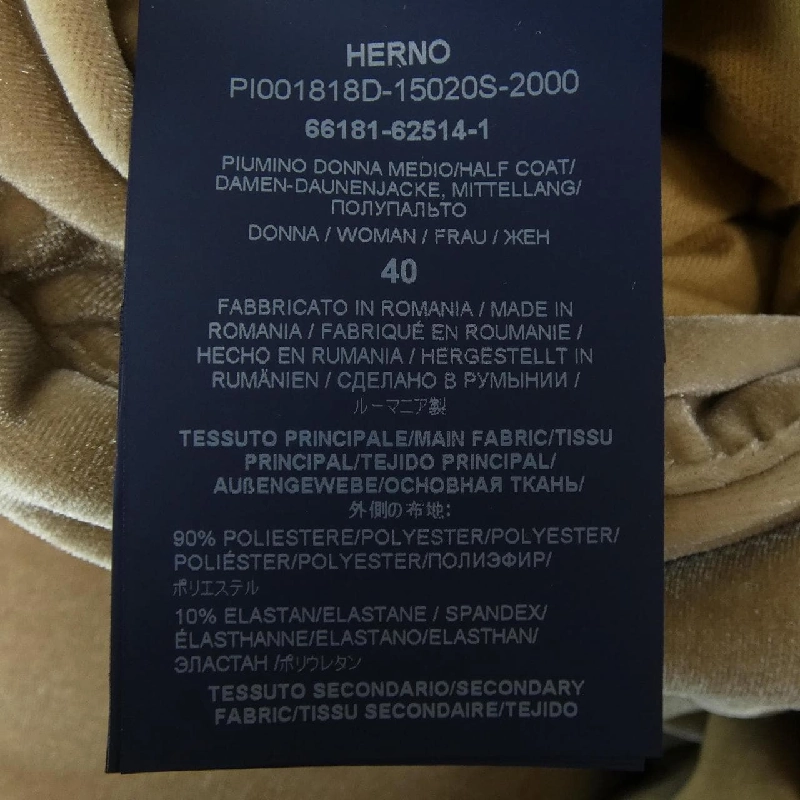 HERNO
PI001818D-15020S-2000
66181-62514-1
PIUMINO DONNA MEDIO/HALF COAT/
DAMEN-DAUNENJACKE, MITTELLANG/
ПОЛУПАЛЬТО
DONNA / WOMAN / FRAU / ЖЕН
40
FABBRICATO IN ROMANIA / MADE IN
ROMANIA / FABRIQUÉ EN ROUMANIE /
HECHO EN RUMANIA / HERGESTELLT IN
RUMÄNIEN / СДЕЛАНО В РУМЫНИИ /
ルーマニア製
TESSUTO PRINCIPALE/MAIN FABRIC/TISSU
PRINCIPAL/TEJIDO PRINCIPAL/
AUßENGEWEBE/ОСНОВНАЯ ТКАНЬ/
外側の布地:
90% POLIESTERE/POLYESTER/POLYESTER/
POLIÉSTER/POLYESTER/ПОЛИЭФИР/
ポリエステル
10% ELASTAN/ELASTANE / SPANDEX/
ÉLASTHANNE/ELASTANO/ELASTHAN/
ЭЛАСТАН /ポリウレタン
TESSUTO SECONDARIO/SECONDARY
FABRIC/TISSU SECONDAIRE/TEJIDO